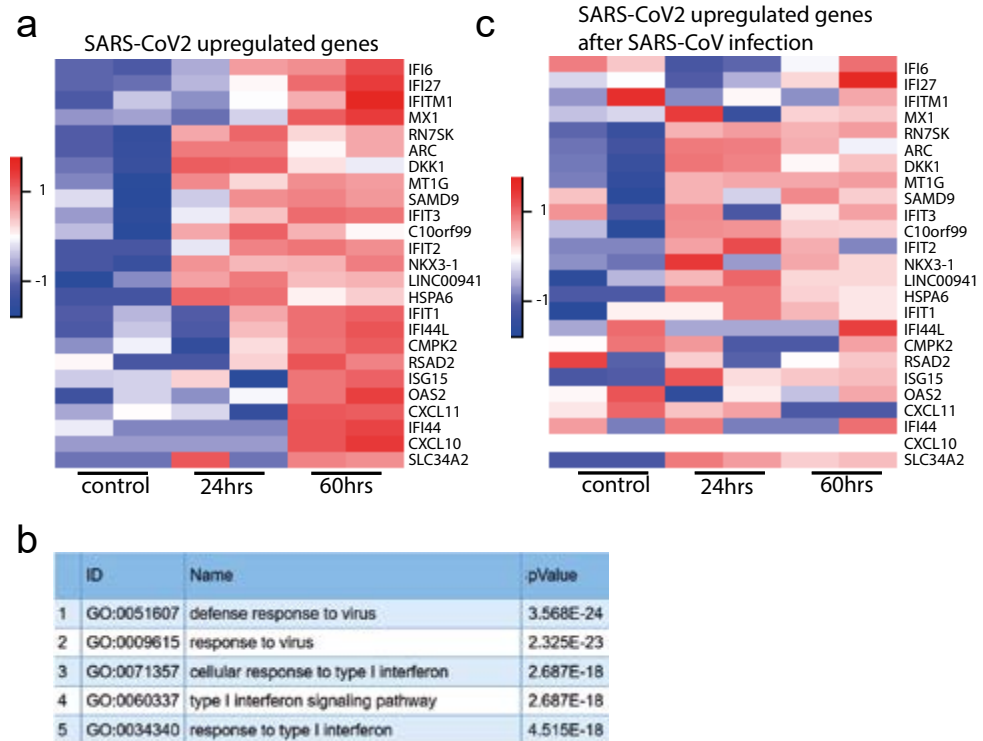 a
SARS-CoV2 upregulated genes
1
-1
IFI6
IFI27
IFITM1
MX1
RN7SK
ARC
DKK1
MT1G
SAMD9
IFIT3
C10orf99
IFIT2
NKX3-1
LINC00941
HSPA6
IFIT1
IFI44L
CMPK2
RSAD2
ISG15
OAS2
CXCL11
IFI44
CXCL10
SLC34A2
control 24hrs 60hrs
c
SARS-CoV2 upregulated genes
after SARS-CoV infection
1
-1
IFI6
IFI27
IFITM1
MX1
RN7SK
ARC
DKK1
MT1G
SAMD9
IFIT3
C10orf99
IFIT2
NKX3-1
LINC00941
HSPA6
IFIT1
IFI44L
CMPK2
RSAD2
ISG15
OAS2
CXCL11
IFI44
CXCL10
SLC34A2
control 24hrs 60hrs
b
ID Name pValue
1 GO:0051607 defense response to virus 3.568E-24
2 GO:0009615 response to virus 2.325E-23
3 GO:0071357 cellular response to type I interferon 2.687E-18
4 GO:0060337 type I interferon signaling pathway 2.687E-18
5 GO:0034340 response to type I interferon 4.515E-18